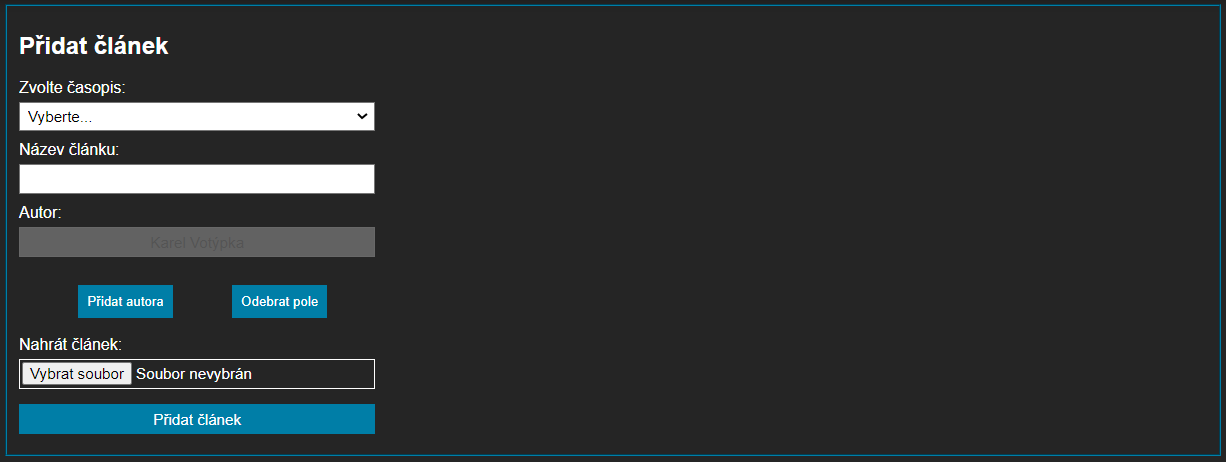 Přidat článek
Zvolte časopis:
Vyberte...
Název článku:
Autor:
Karel Votýpka
Přidat autora Odebrat pole
Nahrát článek:
Vybrat soubor Soubor nevybrán
Přidat článek